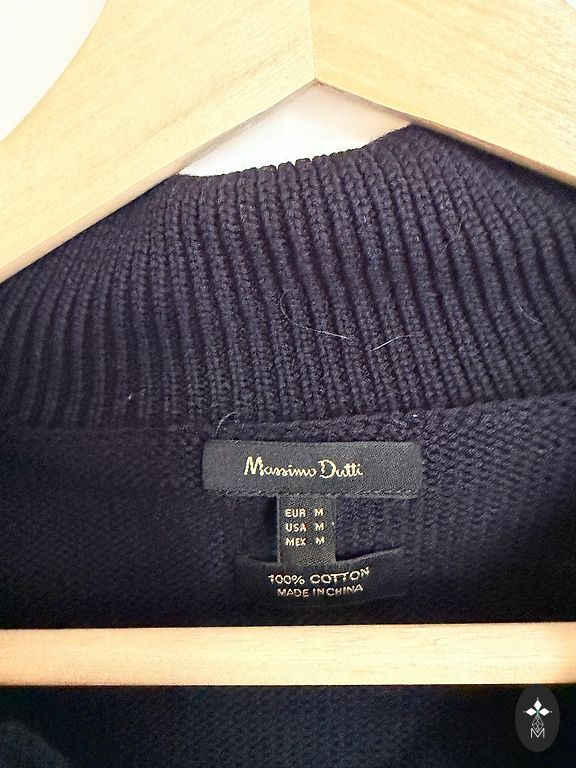 Massimo Dutti
EUR M
USA M
MEX M
100% COTTON
MADE IN CHINA
M